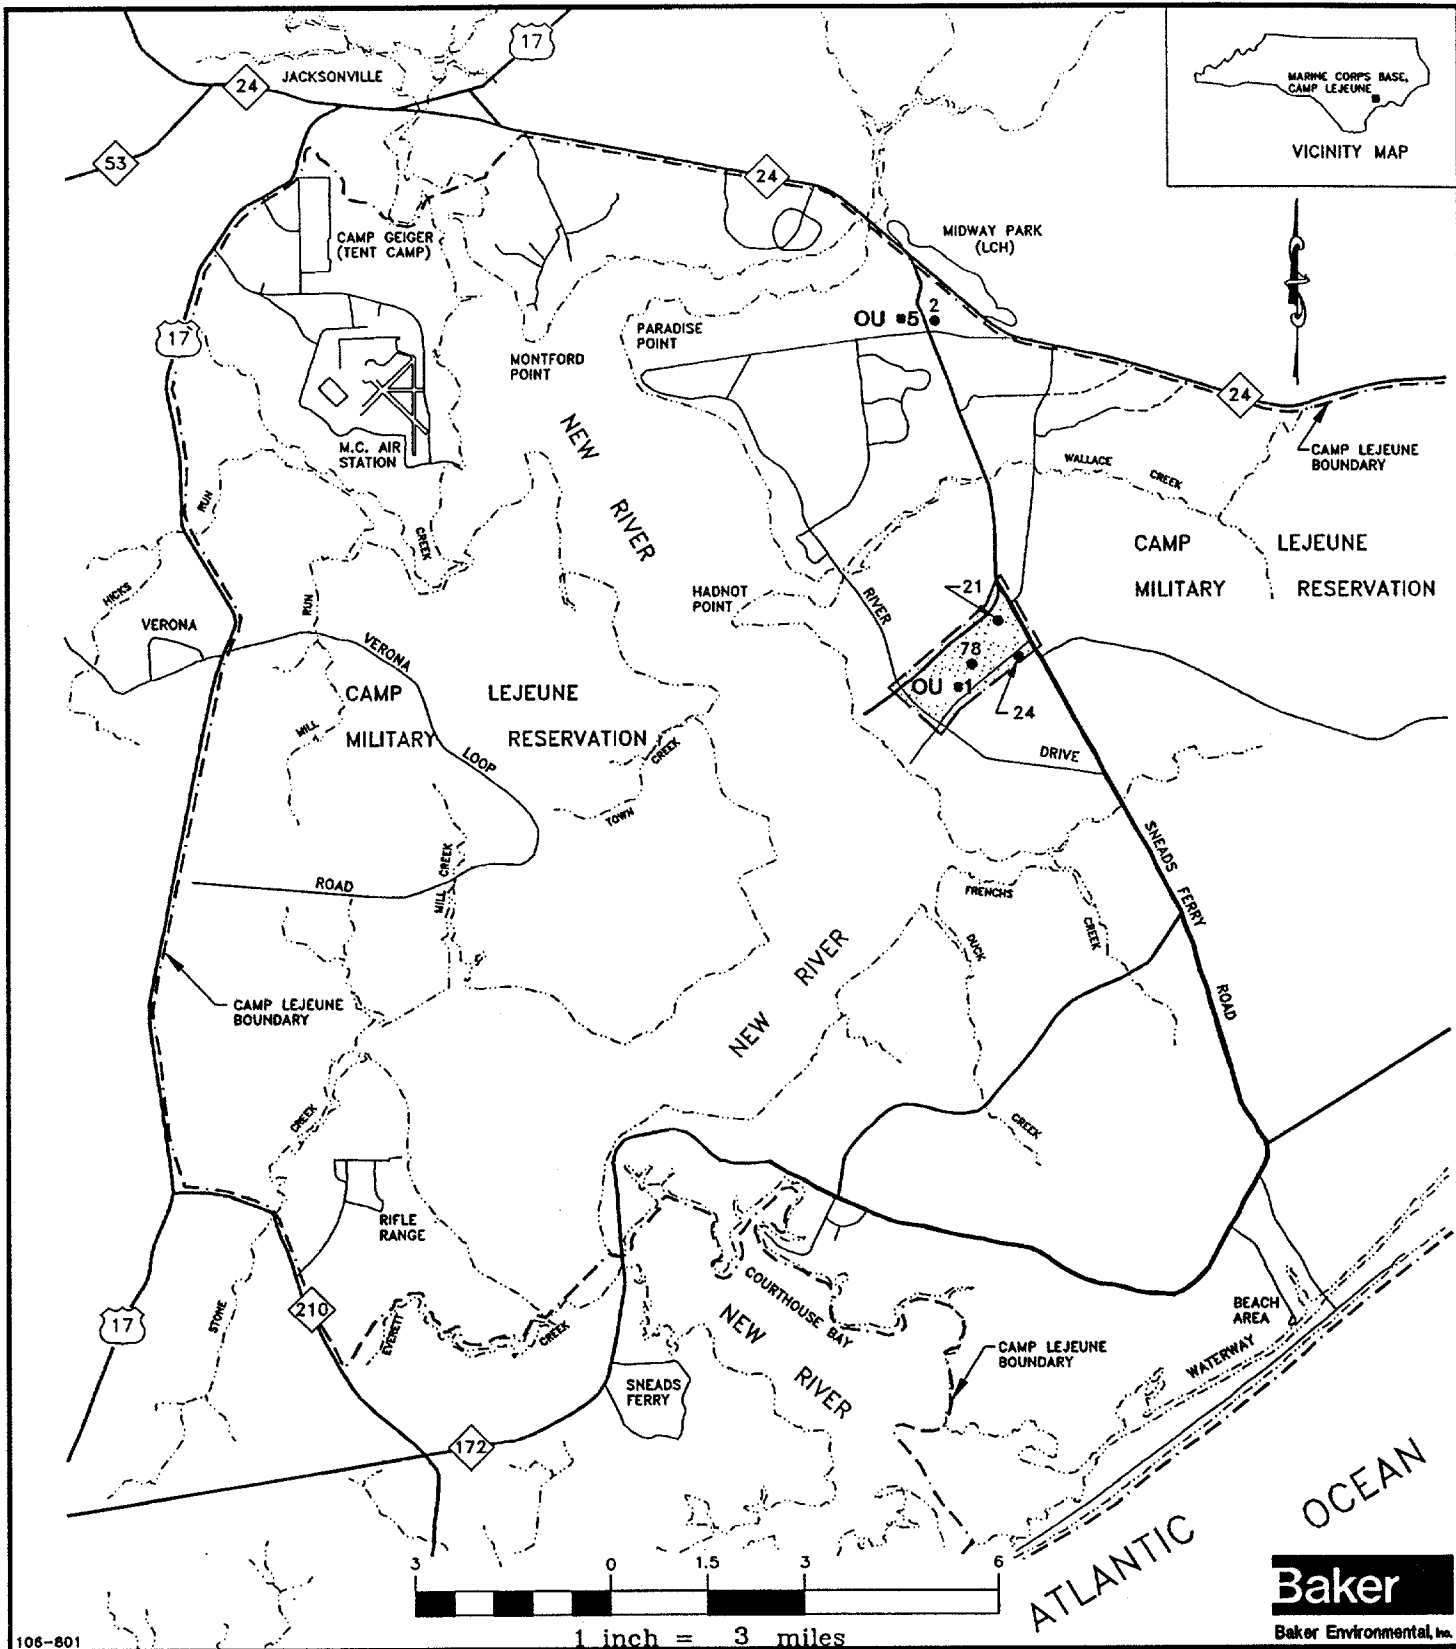 17
JACKSONVILLE
24
53
MARINE CORPS BASE,
CAMP LEJEUNE
VICINITY MAP
24
CAMP GEIGER
(TENT CAMP)
MIDWAY PARK
(LCH)
17
OU #5
2
PARADISE
POINT
MONTFORD
POINT
M.C. AIR
STATION
24
CAMP LEJEUNE
BOUNDARY
NEW
RIVER
WALLACE
CREEK
RUN
CREEK
CAMP LEJEUNE
MILITARY RESERVATION
HICKS
RUN
HADNOT
POINT
RIVER
21
VERONA
VERONA
78
OU #1
24
CAMP LEJEUNE
MILITARY RESERVATION
MILL
LOOP
CREEK
DRIVE
TOWN
SNEADS FERRY
ROAD
MILL CREEK
FRENCHS
CREEK
DUCK
NEW RIVER
ROAD
CAMP LEJEUNE
BOUNDARY
CREEK
CREEK
RIFLE
RANGE
STONE
17
210
EVERETT
CREEK
COURTHOUSE BAY
NEW
RIVER
BEACH
AREA
WATERWAY
CAMP LEJEUNE
BOUNDARY
SNEADS
FERRY
172
ATLANTIC OCEAN
3 0 1.5 3 6
1 inch = 3 miles
Baker
Baker Environmental, Inc.
106-801